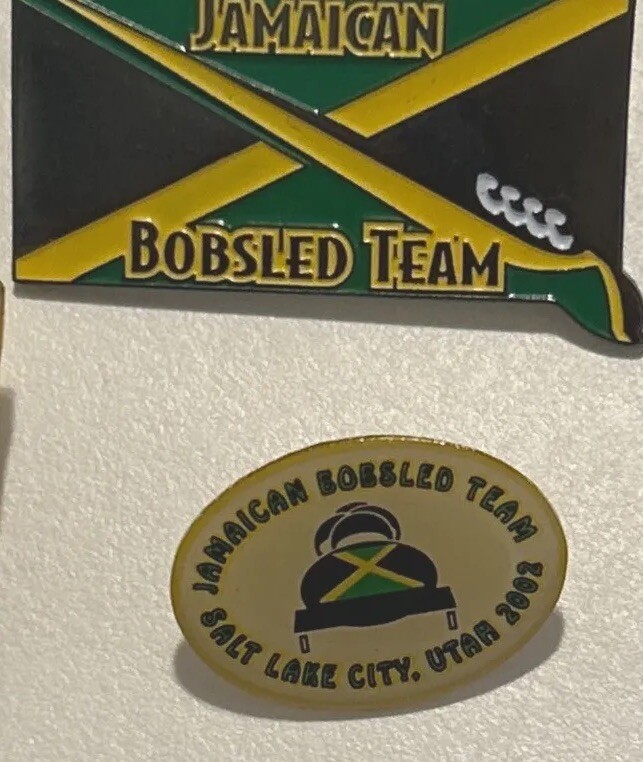 JAMAICAN
BOBSLED TEAM
JAMAICAN BOBSLED TEAM
SALT LAKE CITY, UTAH 2002